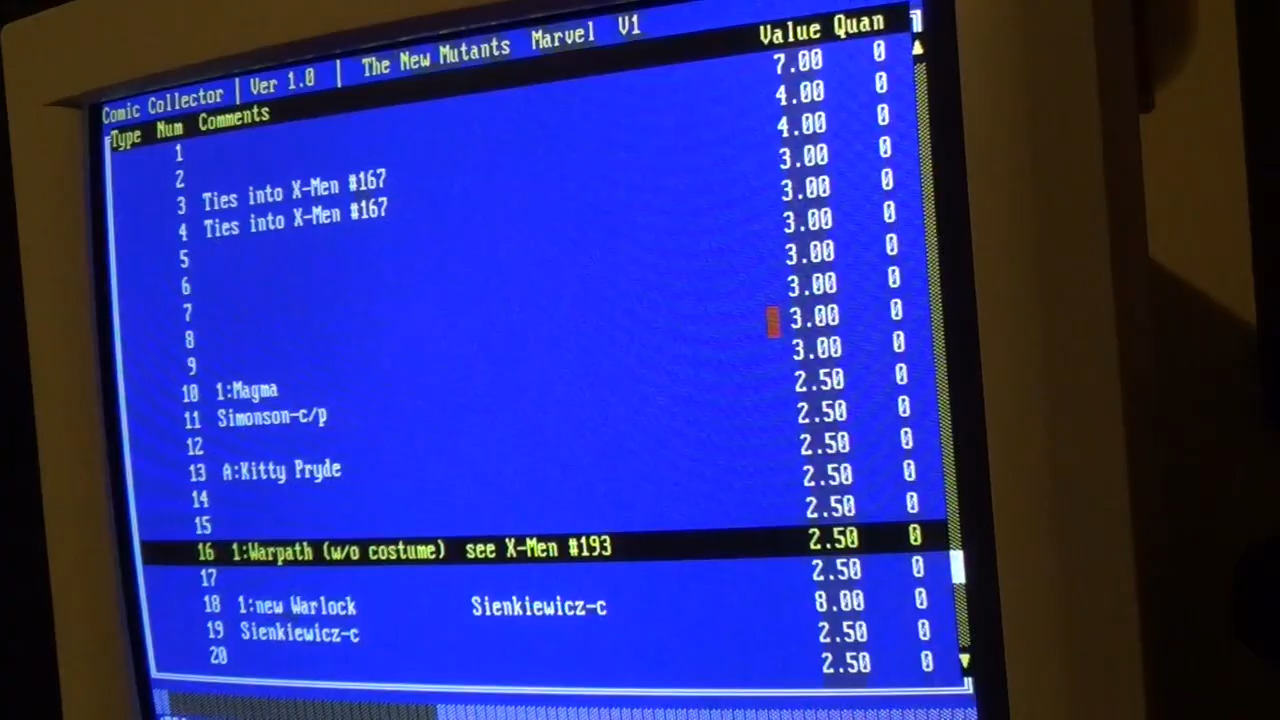 Comic Collector | Ver 1.0 | The New Mutants Marvel V1
Type Num Comments Value Quan
1 7.00 0
2 4.00 0
3 Ties into X-Men #167 4.00 0
4 Ties into X-Men #167 3.00 0
5 3.00 0
6 3.00 0
7 3.00 0
8 3.00 0
9 3.00 0
10 1:Magma 3.00 0
11 Simonson-c/p 2.50 0
12 2.50 0
13 A:Kitty Pryde 2.50 0
14 2.50 0
15 2.50 0
16 1:Warpath (w/o costume) see X-Men #193 2.50 0
17 2.50 0
18 1:new Warlock Sienkiewicz-c 8.00 0
19 Sienkiewicz-c 2.50 0
20 2.50 0